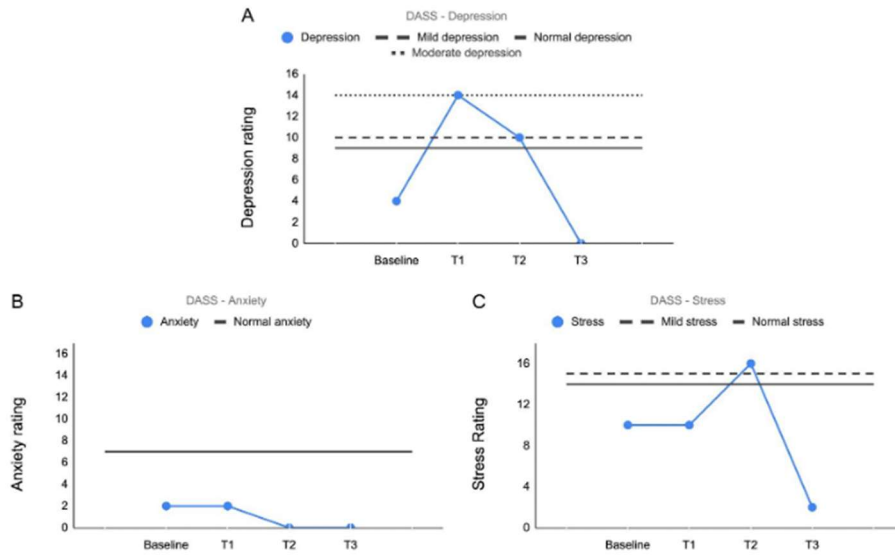 A
DASS - Depression
Depression Mild depression Normal depression
Moderate depression
Depression rating
16
14
12
10
8
6
4
2
0
Baseline T1 T2 T3
B
DASS - Anxiety
Anxiety Normal anxiety
Anxiety rating
16
14
12
10
8
6
4
2
0
Baseline T1 T2 T3
C
DASS - Stress
Stress Mild stress Normal stress
Stress Rating
16
12
8
4
0
Baseline T1 T2 T3